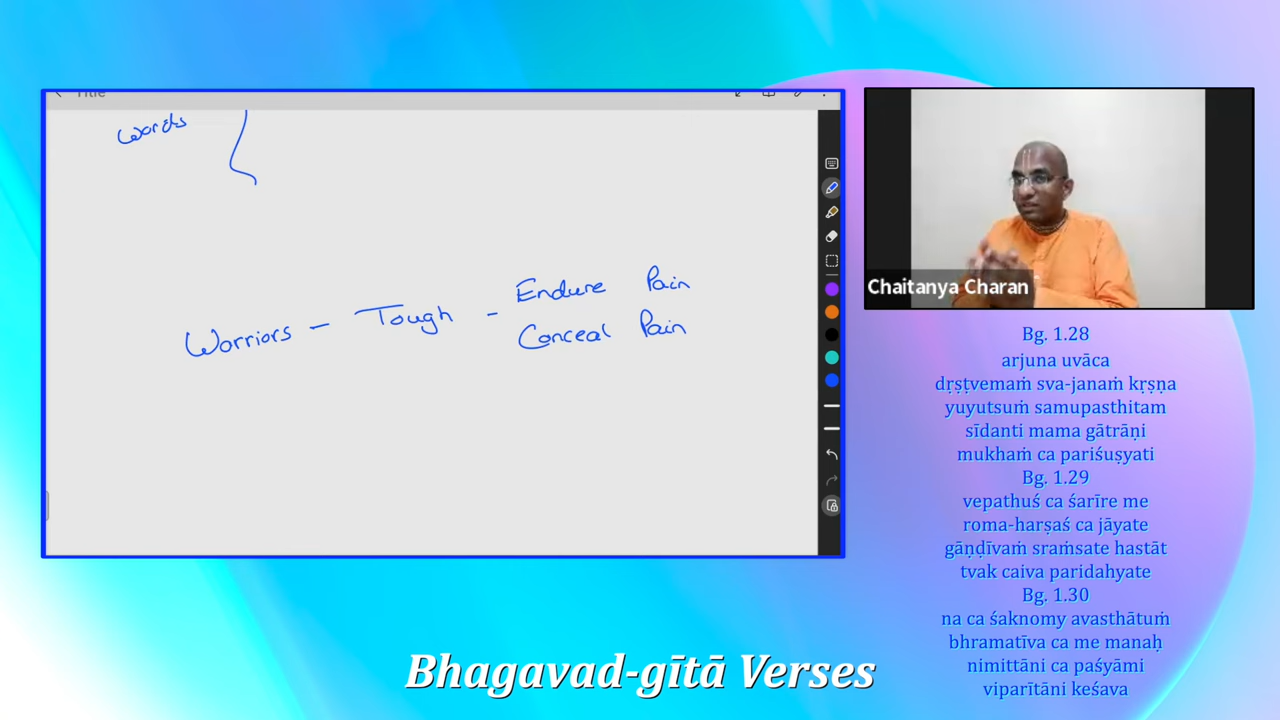 Title
words
Worriors - Tough - Endure Pain
Conceal Pain
Chaitanya Charan
Bg. 1.28
arjuna uvāca
dṛṣṭvemaṁ sva-janaṁ kṛṣṇa
yuyutsuṁ samupasthitam
sīdanti mama gātrāṇi
mukhaṁ ca pariśuṣyati
Bg. 1.29
vepathuś ca śarīre me
roma-harṣaś ca jāyate
gāṇḍīvaṁ sraṁsate hastāt
tvak caiva paridahyate
Bg. 1.30
na ca śaknomy avasthātuṁ
bhramatīva ca me manaḥ
nimittāni ca paśyāmi
viparītāni keśava
Bhagavad-gītā Verses